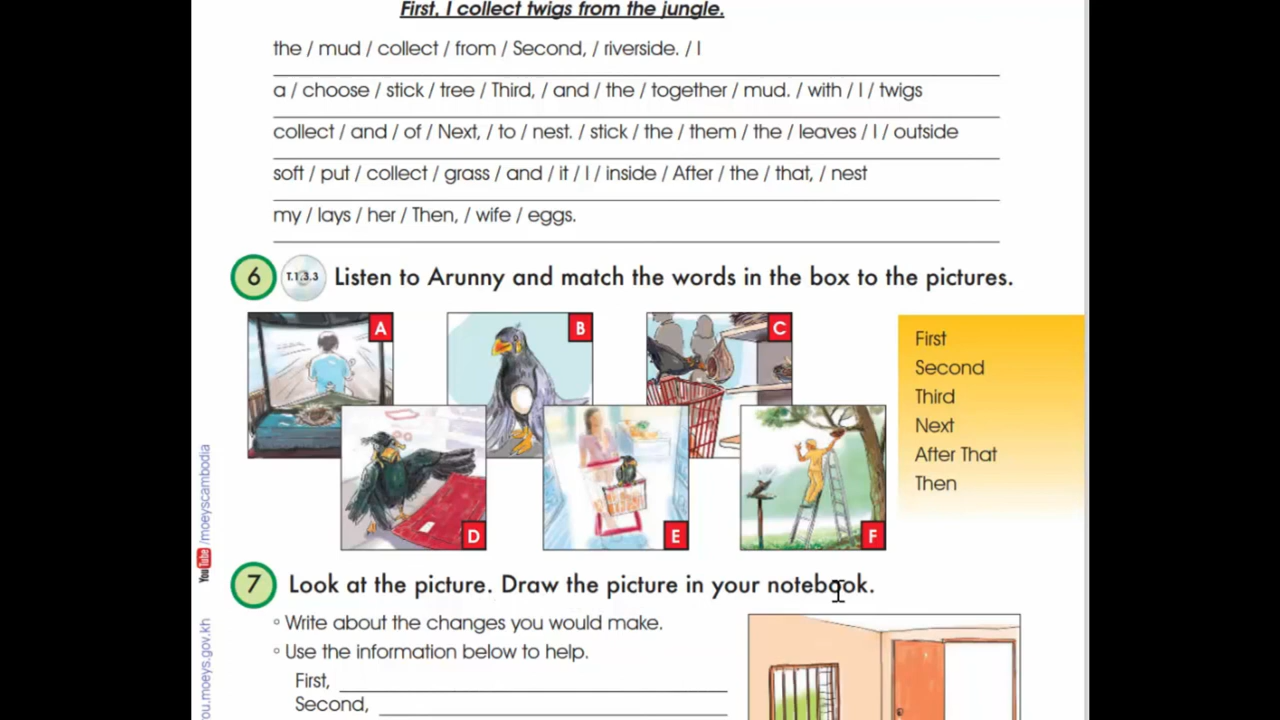 First, I collect twigs from the jungle.
the / mud / collect / from / Second, / riverside. / I
a / choose / stick / tree / Third, / and / the / together / mud. / with / I / twigs
collect / and / of / Next, / to / nest. / stick / the / them / the / leaves / I / outside
soft / put / collect / grass / and / it / I / inside / After / the / that, / nest
my / lays / her / Then, / wife / eggs.
6 T.1.3.3 Listen to Arunny and match the words in the box to the pictures.
A
B
C
D
E
F
First
Second
Third
Next
After That
Then
7 Look at the picture. Draw the picture in your notebook.
◦ Write about the changes you would make.
◦ Use the information below to help.
First,
Second,
YouTube /moeyscambodia
ou.moeys.gov.kh